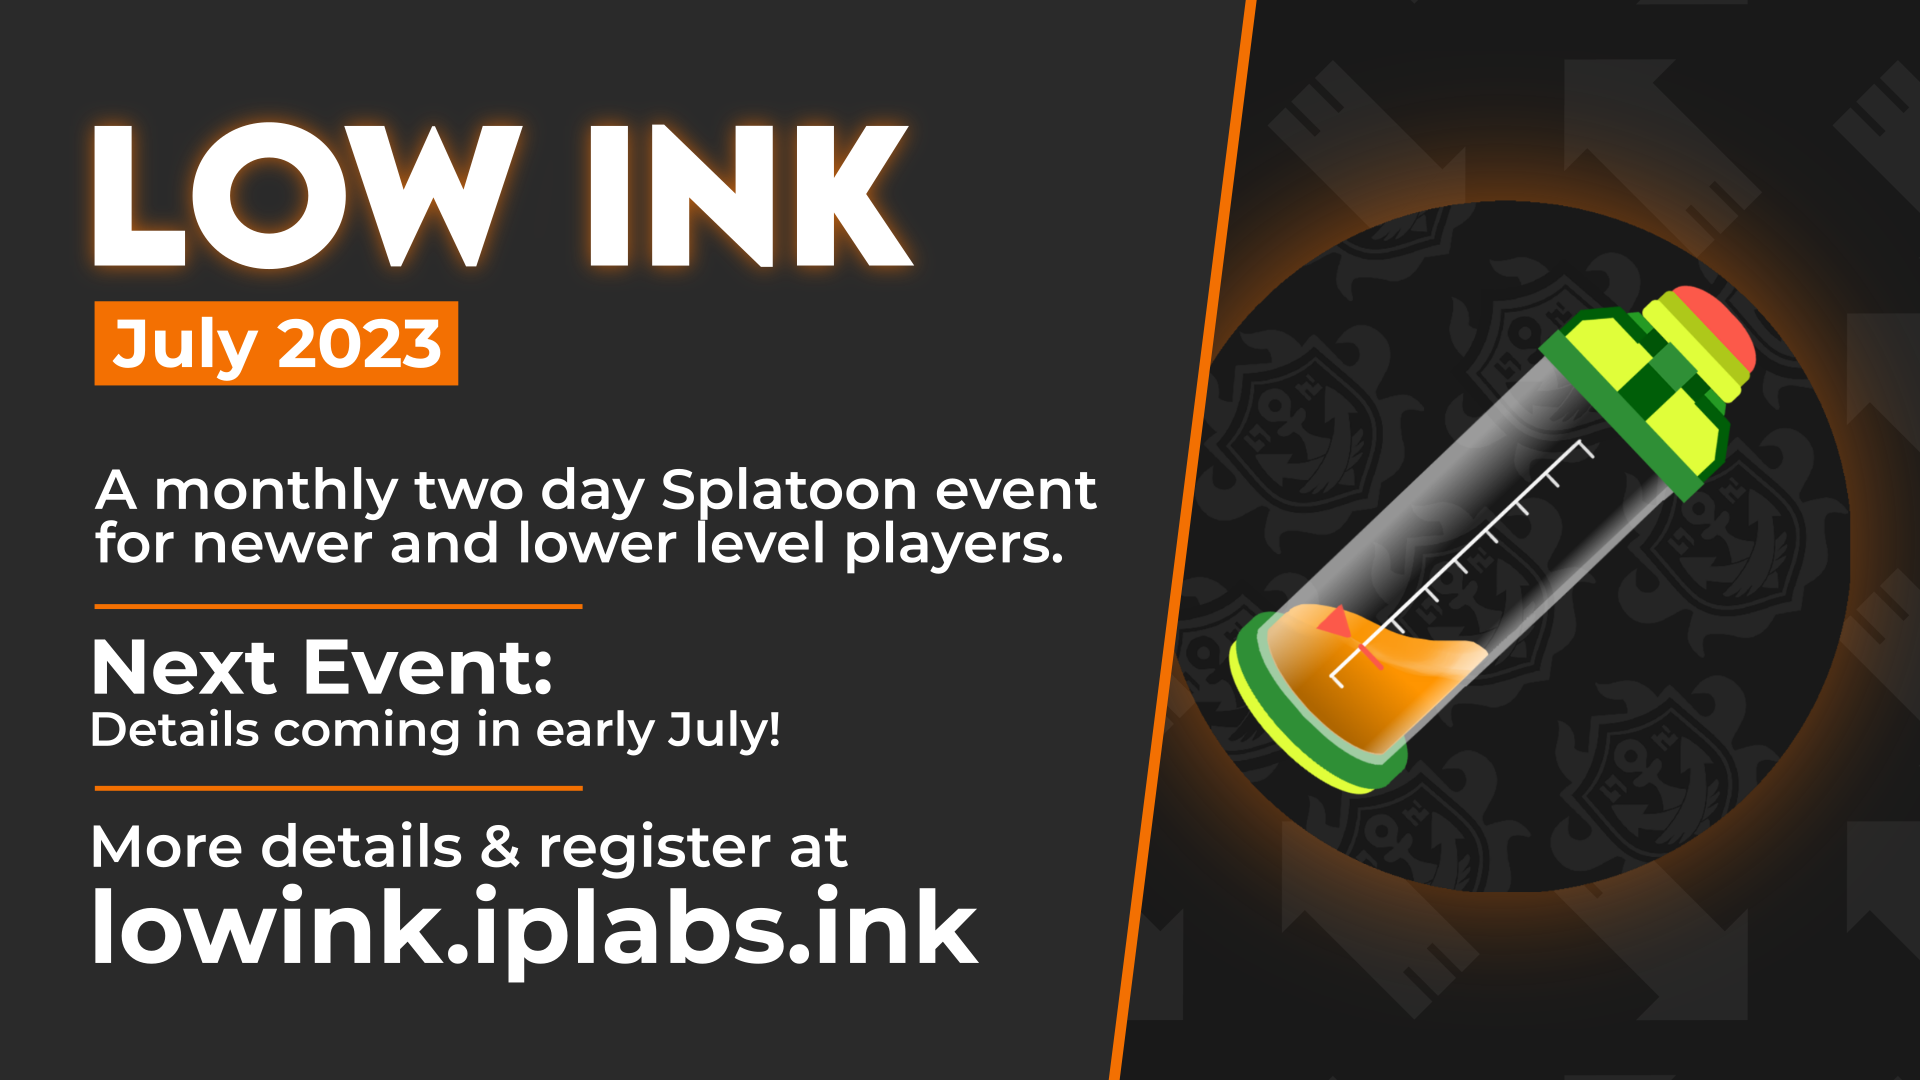 LOW INK
July 2023
A monthly two day Splatoon event
for newer and lower level players.
Next Event:
Details coming in early July!
More details & register at
lowink.iplabs.ink